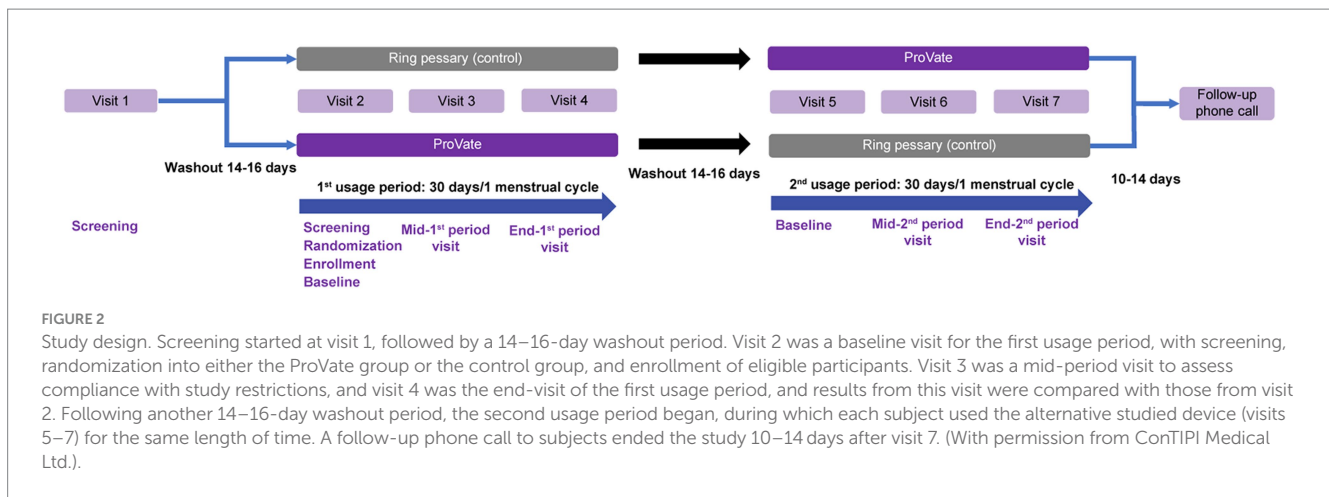 Ring pessary (control)
ProVate
Visit 1
Visit 2
Visit 3
Visit 4
Visit 5
Visit 6
Visit 7
Follow-up
phone call
ProVate
Ring pessary (control)
Washout 14-16 days
1st usage period: 30 days/1 menstrual cycle
Washout 14-16 days
2nd usage period: 30 days/1 menstrual cycle
10-14 days
Screening
Screening
Randomization
Enrollment
Baseline
Mid-1st period
visit
End-1st period
visit
Baseline
Mid-2nd period
visit
End-2nd period
visit
FIGURE 2
Study design. Screening started at visit 1, followed by a 14–16-day washout period. Visit 2 was a baseline visit for the first usage period, with screening,
randomization into either the ProVate group or the control group, and enrollment of eligible participants. Visit 3 was a mid-period visit to assess
compliance with study restrictions, and visit 4 was the end-visit of the first usage period, and results from this visit were compared with those from visit
2. Following another 14–16-day washout period, the second usage period began, during which each subject used the alternative studied device (visits
5–7) for the same length of time. A follow-up phone call to subjects ended the study 10–14 days after visit 7. (With permission from ConTIPI Medical
Ltd.).